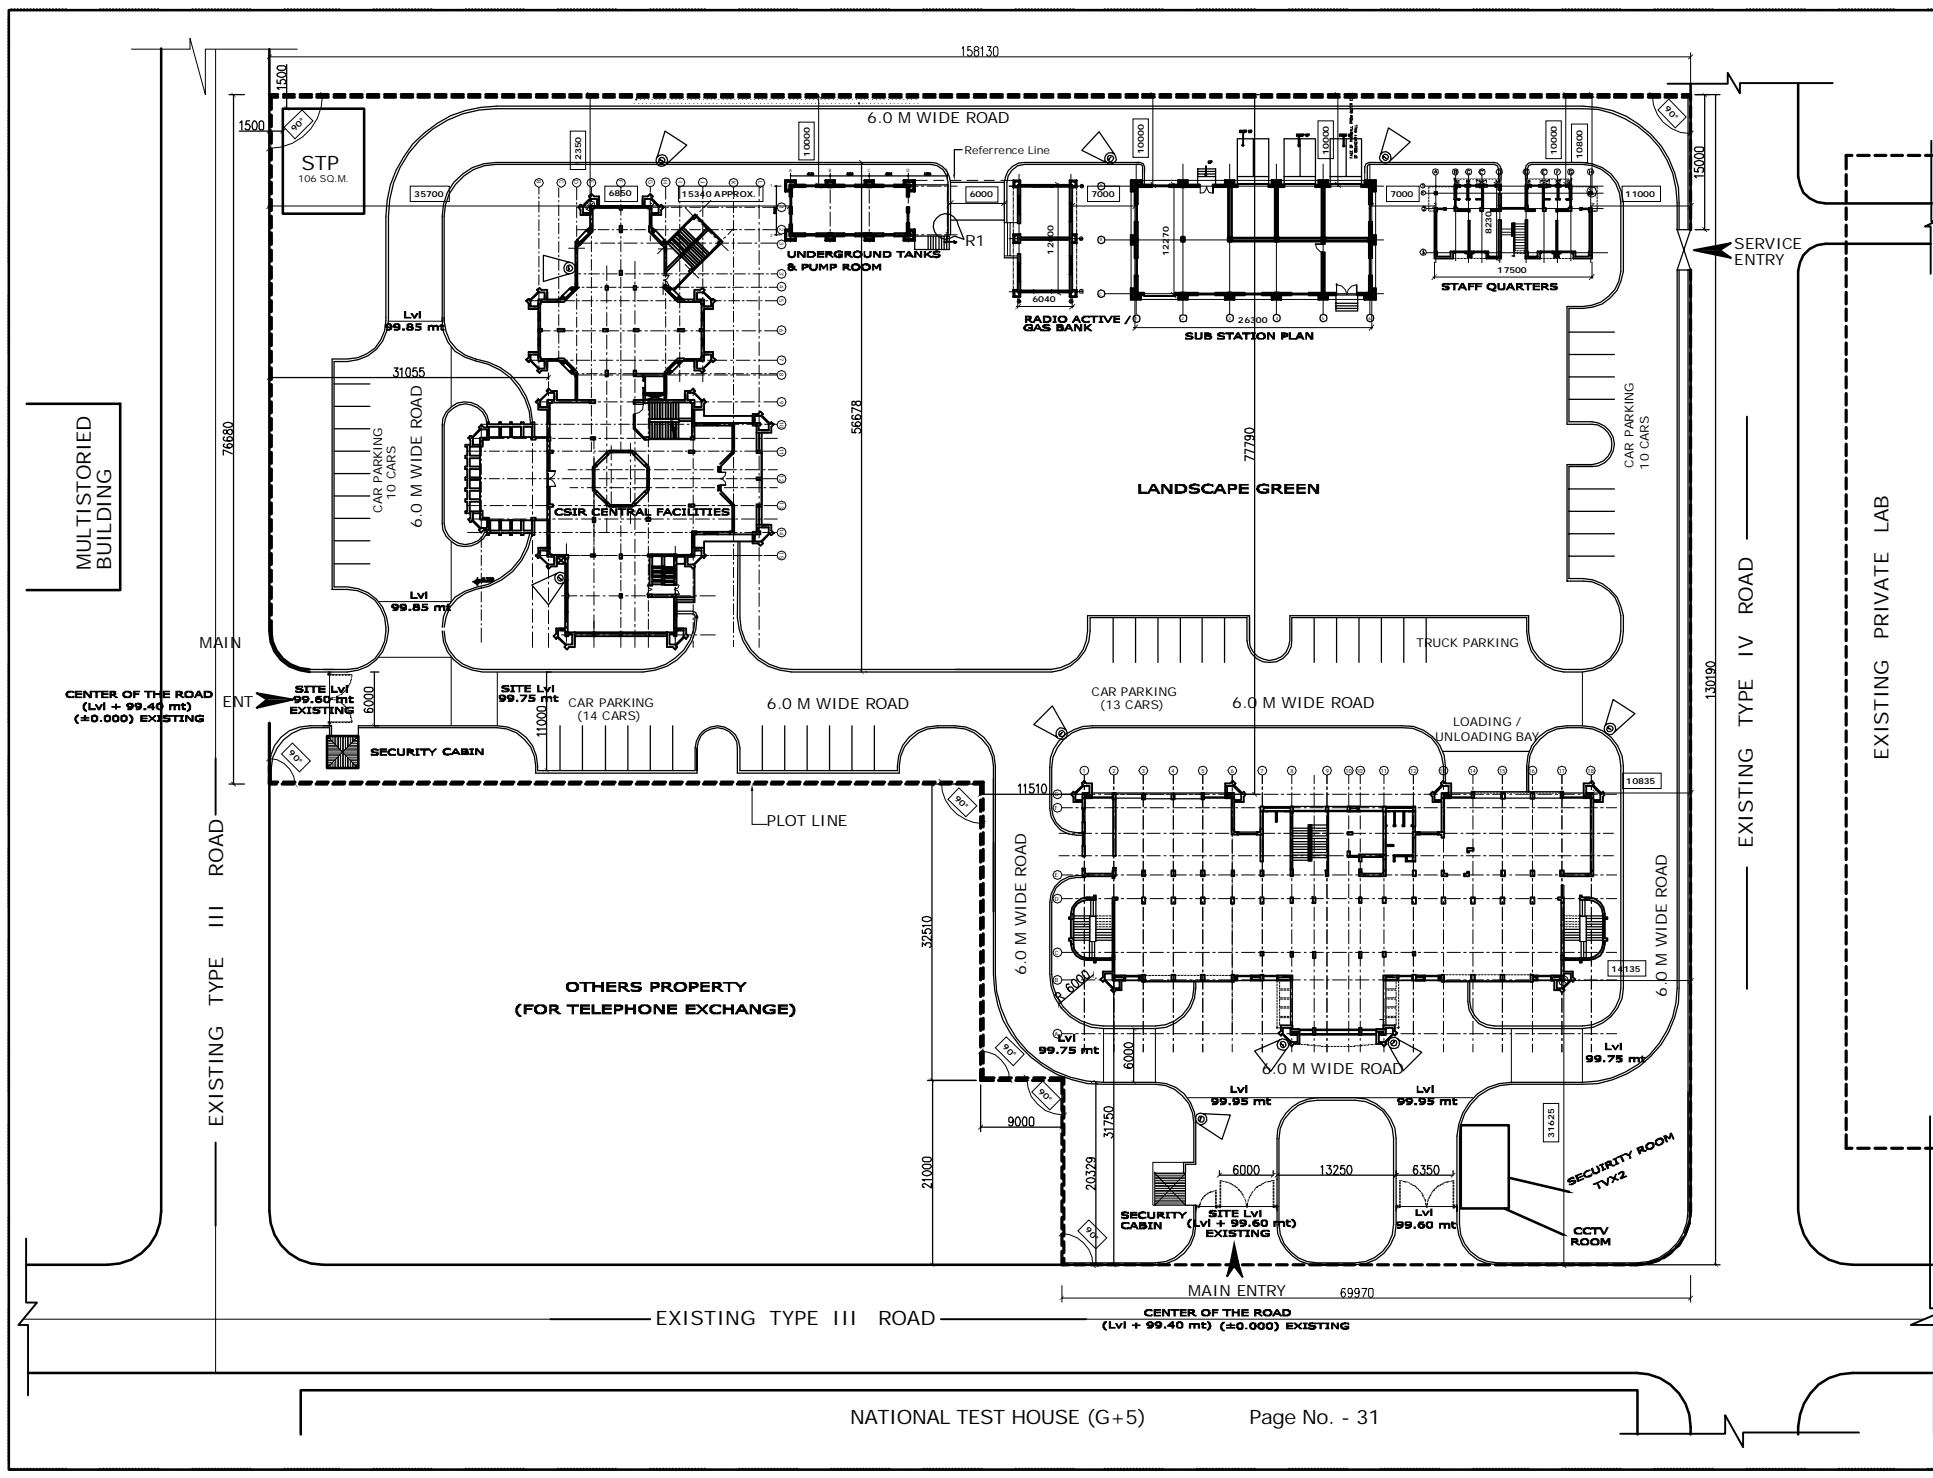 158130
1500
6.0 M WIDE ROAD
90°
90°
1500
STP
106 SQ.M.
2350
10000
Referrence Line
10000
10000
10000
10800
15000
35700
6850
15340 APPROX.
6000
7000
7000
11000
R1
12600
12270
8230
SERVICE
ENTRY
UNDERGROUND TANKS
& PUMP ROOM
17500
STAFF QUARTERS
6040
RADIO ACTIVE /
GAS BANK
26300
SUB STATION PLAN
Lvl
99.85 mt
31055
56678
77790
76680
MULTISTORIED
BUILDING
CAR PARKING
10 CARS
6.0 M WIDE ROAD
CAR PARKING
10 CARS
LANDSCAPE GREEN
CSIR CENTRAL FACILITIES
EXISTING TYPE IV ROAD
EXISTING PRIVATE LAB
Lvl
99.85 mt
MAIN
ENT
TRUCK PARKING
130190
CENTER OF THE ROAD
(Lvl + 99.40 mt)
(±0.000) EXISTING
SITE Lvl
99.60 mt
EXISTING
6000
SITE Lvl
99.75 mt
11000
CAR PARKING
(14 CARS)
6.0 M WIDE ROAD
CAR PARKING
(13 CARS)
6.0 M WIDE ROAD
LOADING /
UNLOADING BAY
SECURITY CABIN
90°
90°
11510
10835
PLOT LINE
EXISTING TYPE III ROAD
6.0 M WIDE ROAD
6.0 M WIDE ROAD
32510
14135
R 6000
OTHERS PROPERTY
(FOR TELEPHONE EXCHANGE)
90°
Lvl
99.75 mt
6000
6.0 M WIDE ROAD
Lvl
99.75 mt
90°
Lvl
99.95 mt
Lvl
99.95 mt
9000
31750
31625
21000
20329
6000
13250
6350
SECUIRITY ROOM
TVX2
SECURITY
CABIN
SITE Lvl
(Lvl + 99.60 mt)
EXISTING
Lvl
99.60 mt
CCTV
ROOM
90°
MAIN ENTRY
69970
EXISTING TYPE III ROAD
CENTER OF THE ROAD
(Lvl + 99.40 mt) (±0.000) EXISTING
NATIONAL TEST HOUSE (G+5)
Page No. - 31